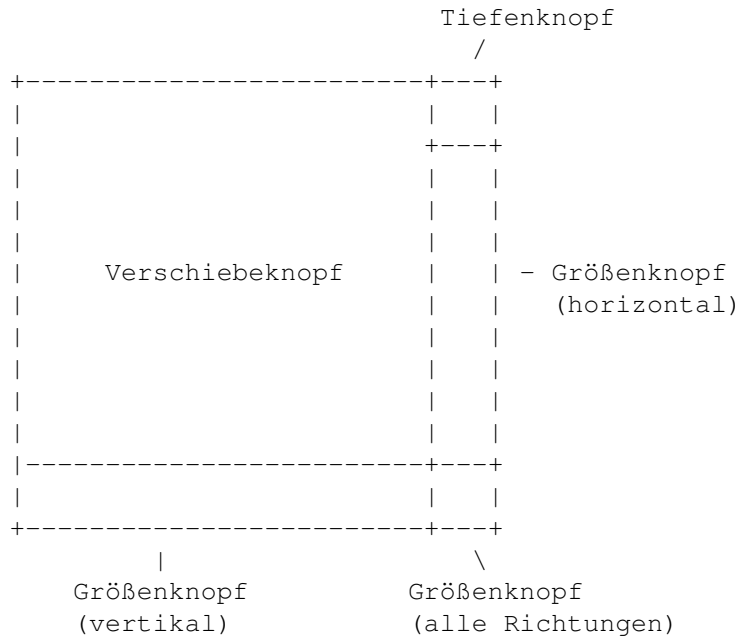 Tiefenknopf
Verschiebeknopf
Größenknopf
(horizontal)
Größenknopf
(vertikal)
Größenknopf
(alle Richtungen)